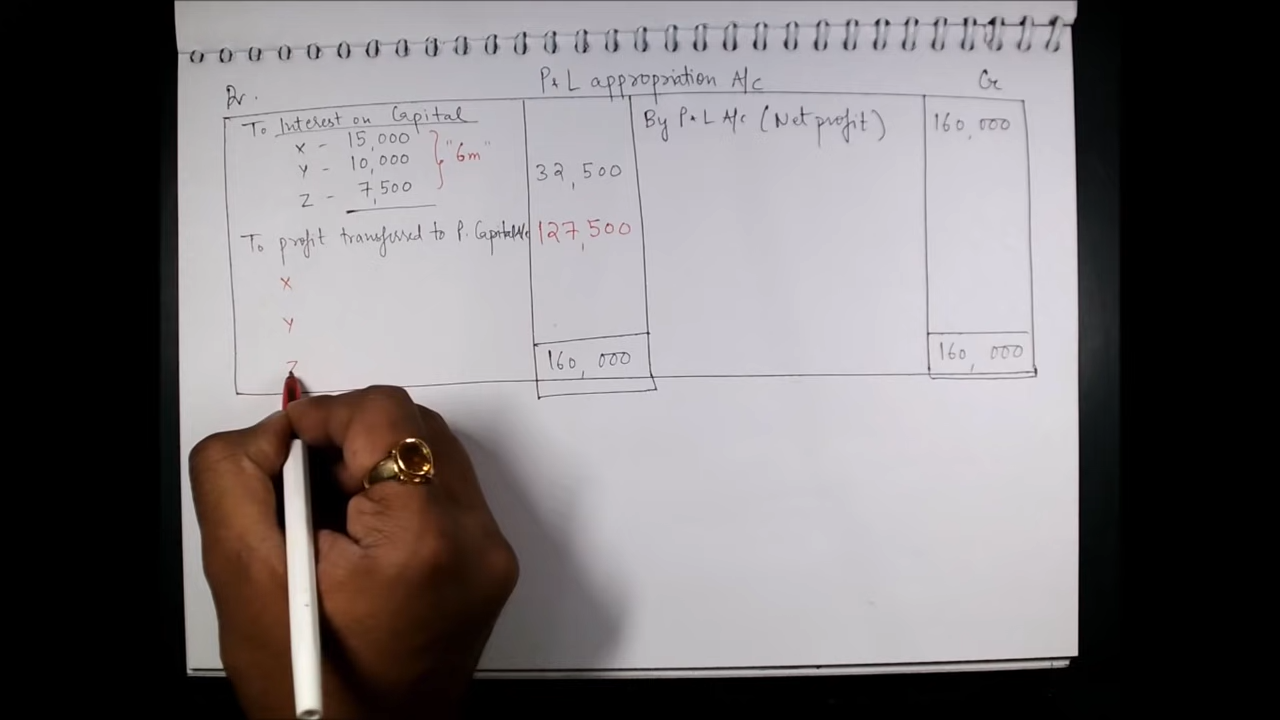 P & L appropriation A/c
Dr.
Cr
To Interest on Capital
X - 15,000
Y - 10,000
Z - 7,500
"6m"
32,500
To profit transferred to P. Capital A/c
127,500
X
Y
Z
160,000
By P & L A/c (Net profit)
160,000
160,000